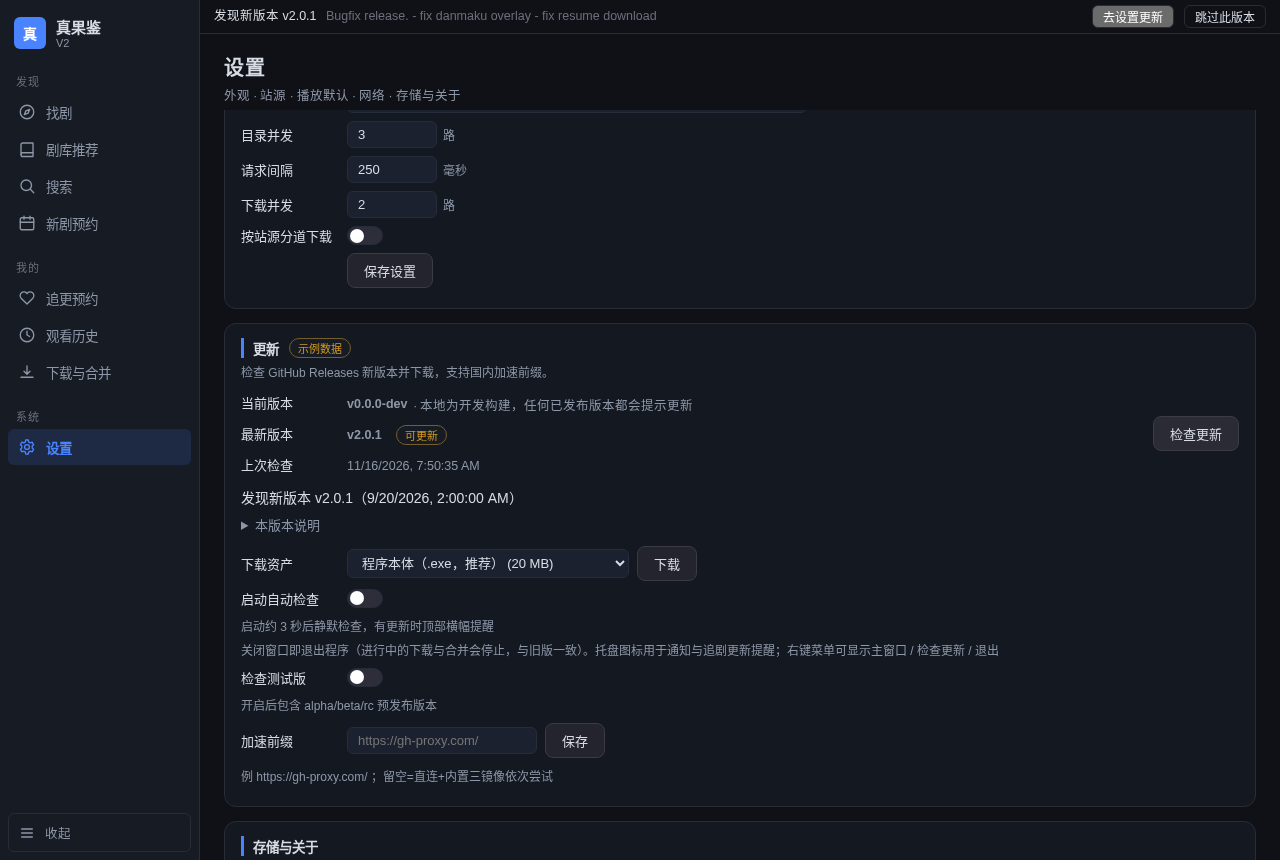 真
真果鉴
V2
发现
找剧
剧库推荐
搜索
新剧预约
我的
追更预约
观看历史
下载与合并
系统
设置
收起
发现新版本 v2.0.1 Bugfix release. - fix danmaku overlay - fix resume download
去设置更新
跳过此版本
设置
外观 · 站源 · 播放默认 · 网络 · 存储与关于
目录并发 3 路
请求间隔 250 毫秒
下载并发 2 路
按站源分道下载
保存设置
更新 示例数据
检查 GitHub Releases 新版本并下载，支持国内加速前缀。
当前版本 v0.0.0-dev · 本地为开发构建，任何已发布版本都会提示更新
最新版本 v2.0.1 可更新
检查更新
上次检查 11/16/2026, 7:50:35 AM
发现新版本 v2.0.1（9/20/2026, 2:00:00 AM）
本版本说明
下载资产 程序本体（.exe，推荐） (20 MB) 下载
启动自动检查
启动约 3 秒后静默检查，有更新时顶部横幅提醒
关闭窗口即退出程序（进行中的下载与合并会停止，与旧版一致）。托盘图标用于通知与追剧更新提醒；右键菜单可显示主窗口 / 检查更新 / 退出
检查测试版
开启后包含 alpha/beta/rc 预发布版本
加速前缀 https://gh-proxy.com/ 保存
例 https://gh-proxy.com/ ；留空=直连+内置三镜像依次尝试
存储与关于